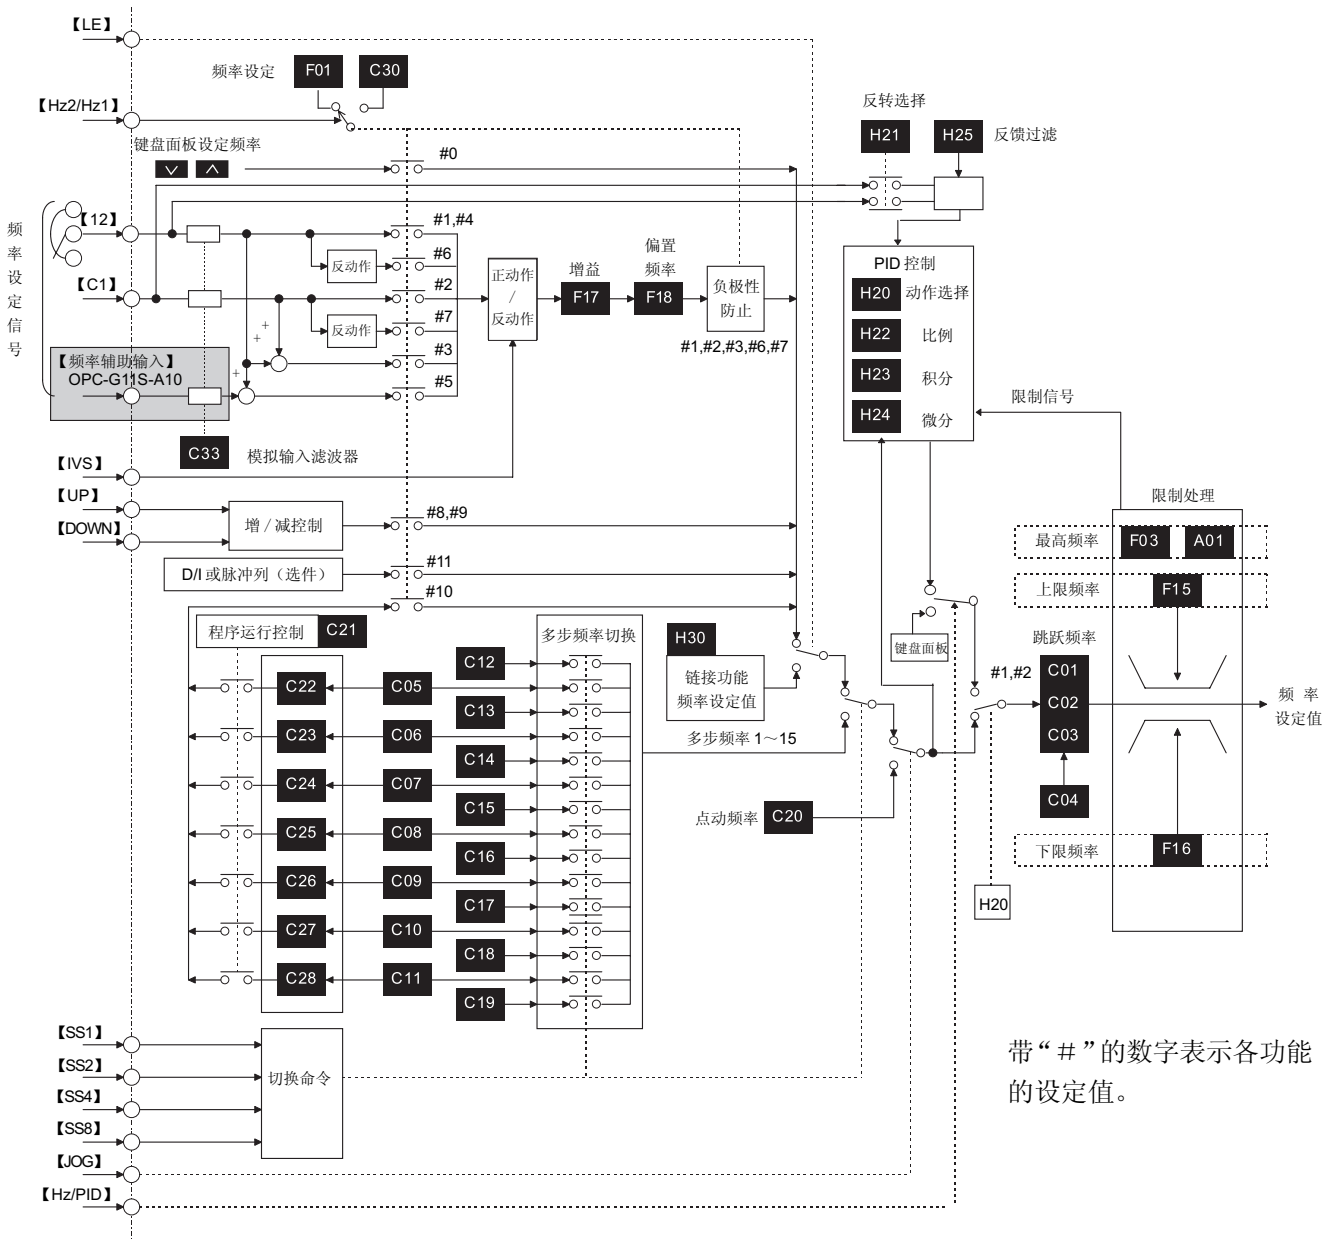 【LE】
频率设定 F01 C30
【Hz2/Hz1】
键盘面板设定频率
∨ ∧
#0
反转选择
H21 H25 反馈过滤
频率设定信号
【12】
#1,#4
#6
反动作
【C1】
#2
#7
反动作
#3
#5
+
+
+
【频率辅助输入】
OPC-G11S-A10
C33 模拟输入滤波器
正动作
/
反动作
增益
F17
偏置
频率
F18
负极性
防止
#1,#2,#3,#6,#7
PID 控制
H20 动作选择
H22 比例
H23 积分
H24 微分
限制信号
【IVS】
【UP】
【DOWN】
增／减控制
#8,#9
D/I 或脉冲列（选件）
#11
#10
限制处理
最高频率 F03 A01
上限频率 F15
键盘面板
程序运行控制 C21
多步频率切换
H30
链接功能
频率设定值
多步频率 1～15
C12
C22 C05
C13
C23 C06
C14
C24 C07
C15
C25 C08
C16
C26 C09
C17
C27 C10
C18
C28 C11
C19
点动频率 C20
#1,#2
跳跃频率
C01
C02
C03
C04
频 率
设定值
下限频率 F16
H20
【SS1】
【SS2】
【SS4】
【SS8】
切换命令
【JOG】
【Hz/PID】
带“＃”的数字表示各功能
的设定值。